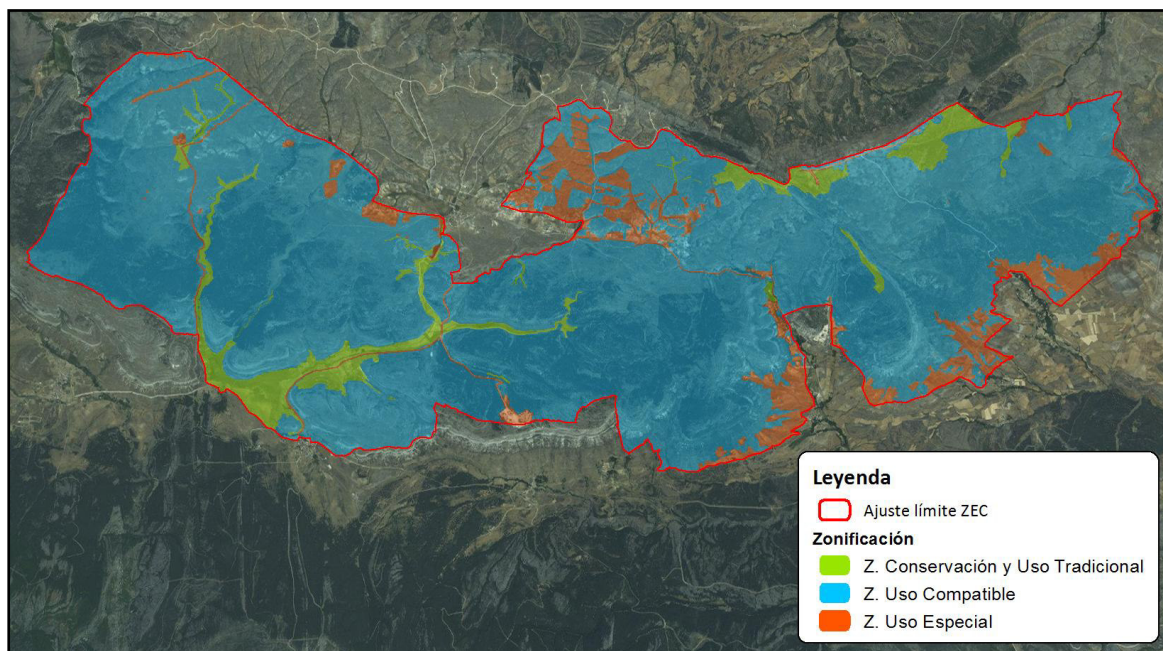 Leyenda
Ajuste límite ZEC
Zonificación
Z. Conservación y Uso Tradicional
Z. Uso Compatible
Z. Uso Especial